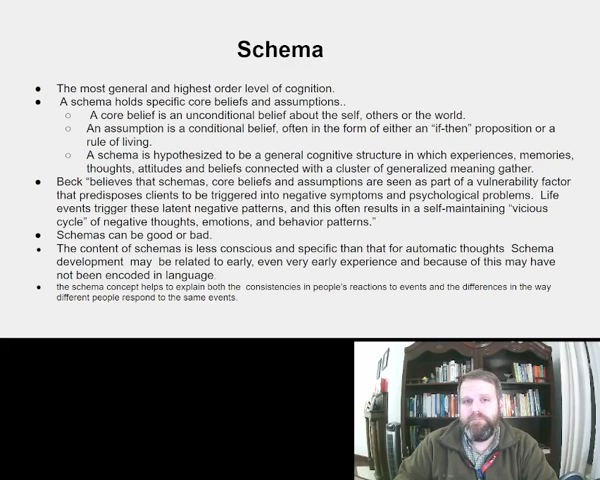 Schema
● The most general and highest order level of cognition.
● A schema holds specific core beliefs and assumptions..
○ A core belief is an unconditional belief about the self, others or the world.
○ An assumption is a conditional belief, often in the form of either an “if-then” proposition or a
rule of living.
○ A schema is hypothesized to be a general cognitive structure in which experiences, memories,
thoughts, attitudes and beliefs connected with a cluster of generalized meaning gather.
● Beck “believes that schemas, core beliefs and assumptions are seen as part of a vulnerability factor
that predisposes clients to be triggered into negative symptoms and psychological problems. Life
events trigger these latent negative patterns, and this often results in a self-maintaining “vicious
cycle” of negative thoughts, emotions, and behavior patterns.”
● Schemas can be good or bad.
● The content of schemas is less conscious and specific than that for automatic thoughts Schema
development may be related to early, even very early experience and because of this may have
not been encoded in language.
● the schema concept helps to explain both the consistencies in people's reactions to events and the differences in the way
different people respond to the same events.